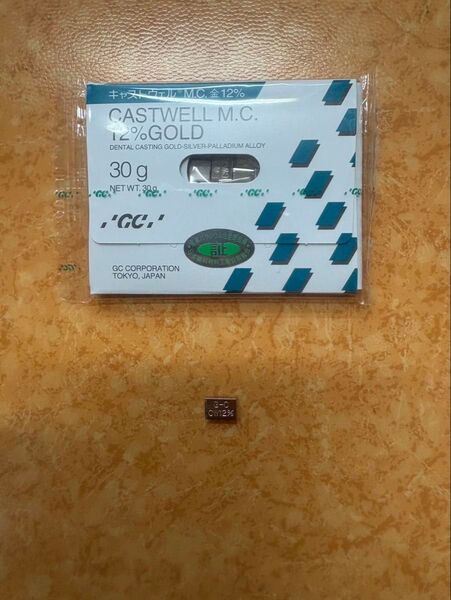 キャストウェル M.C. 金12%
CASTWELL M.C.
12%GOLD
DENTAL CASTING GOLD-SILVER-PALLADIUM ALLOY
30 g
NET WT. 30g
GC
証
GC CORPORATION
TOKYO, JAPAN
G-C
CW12%